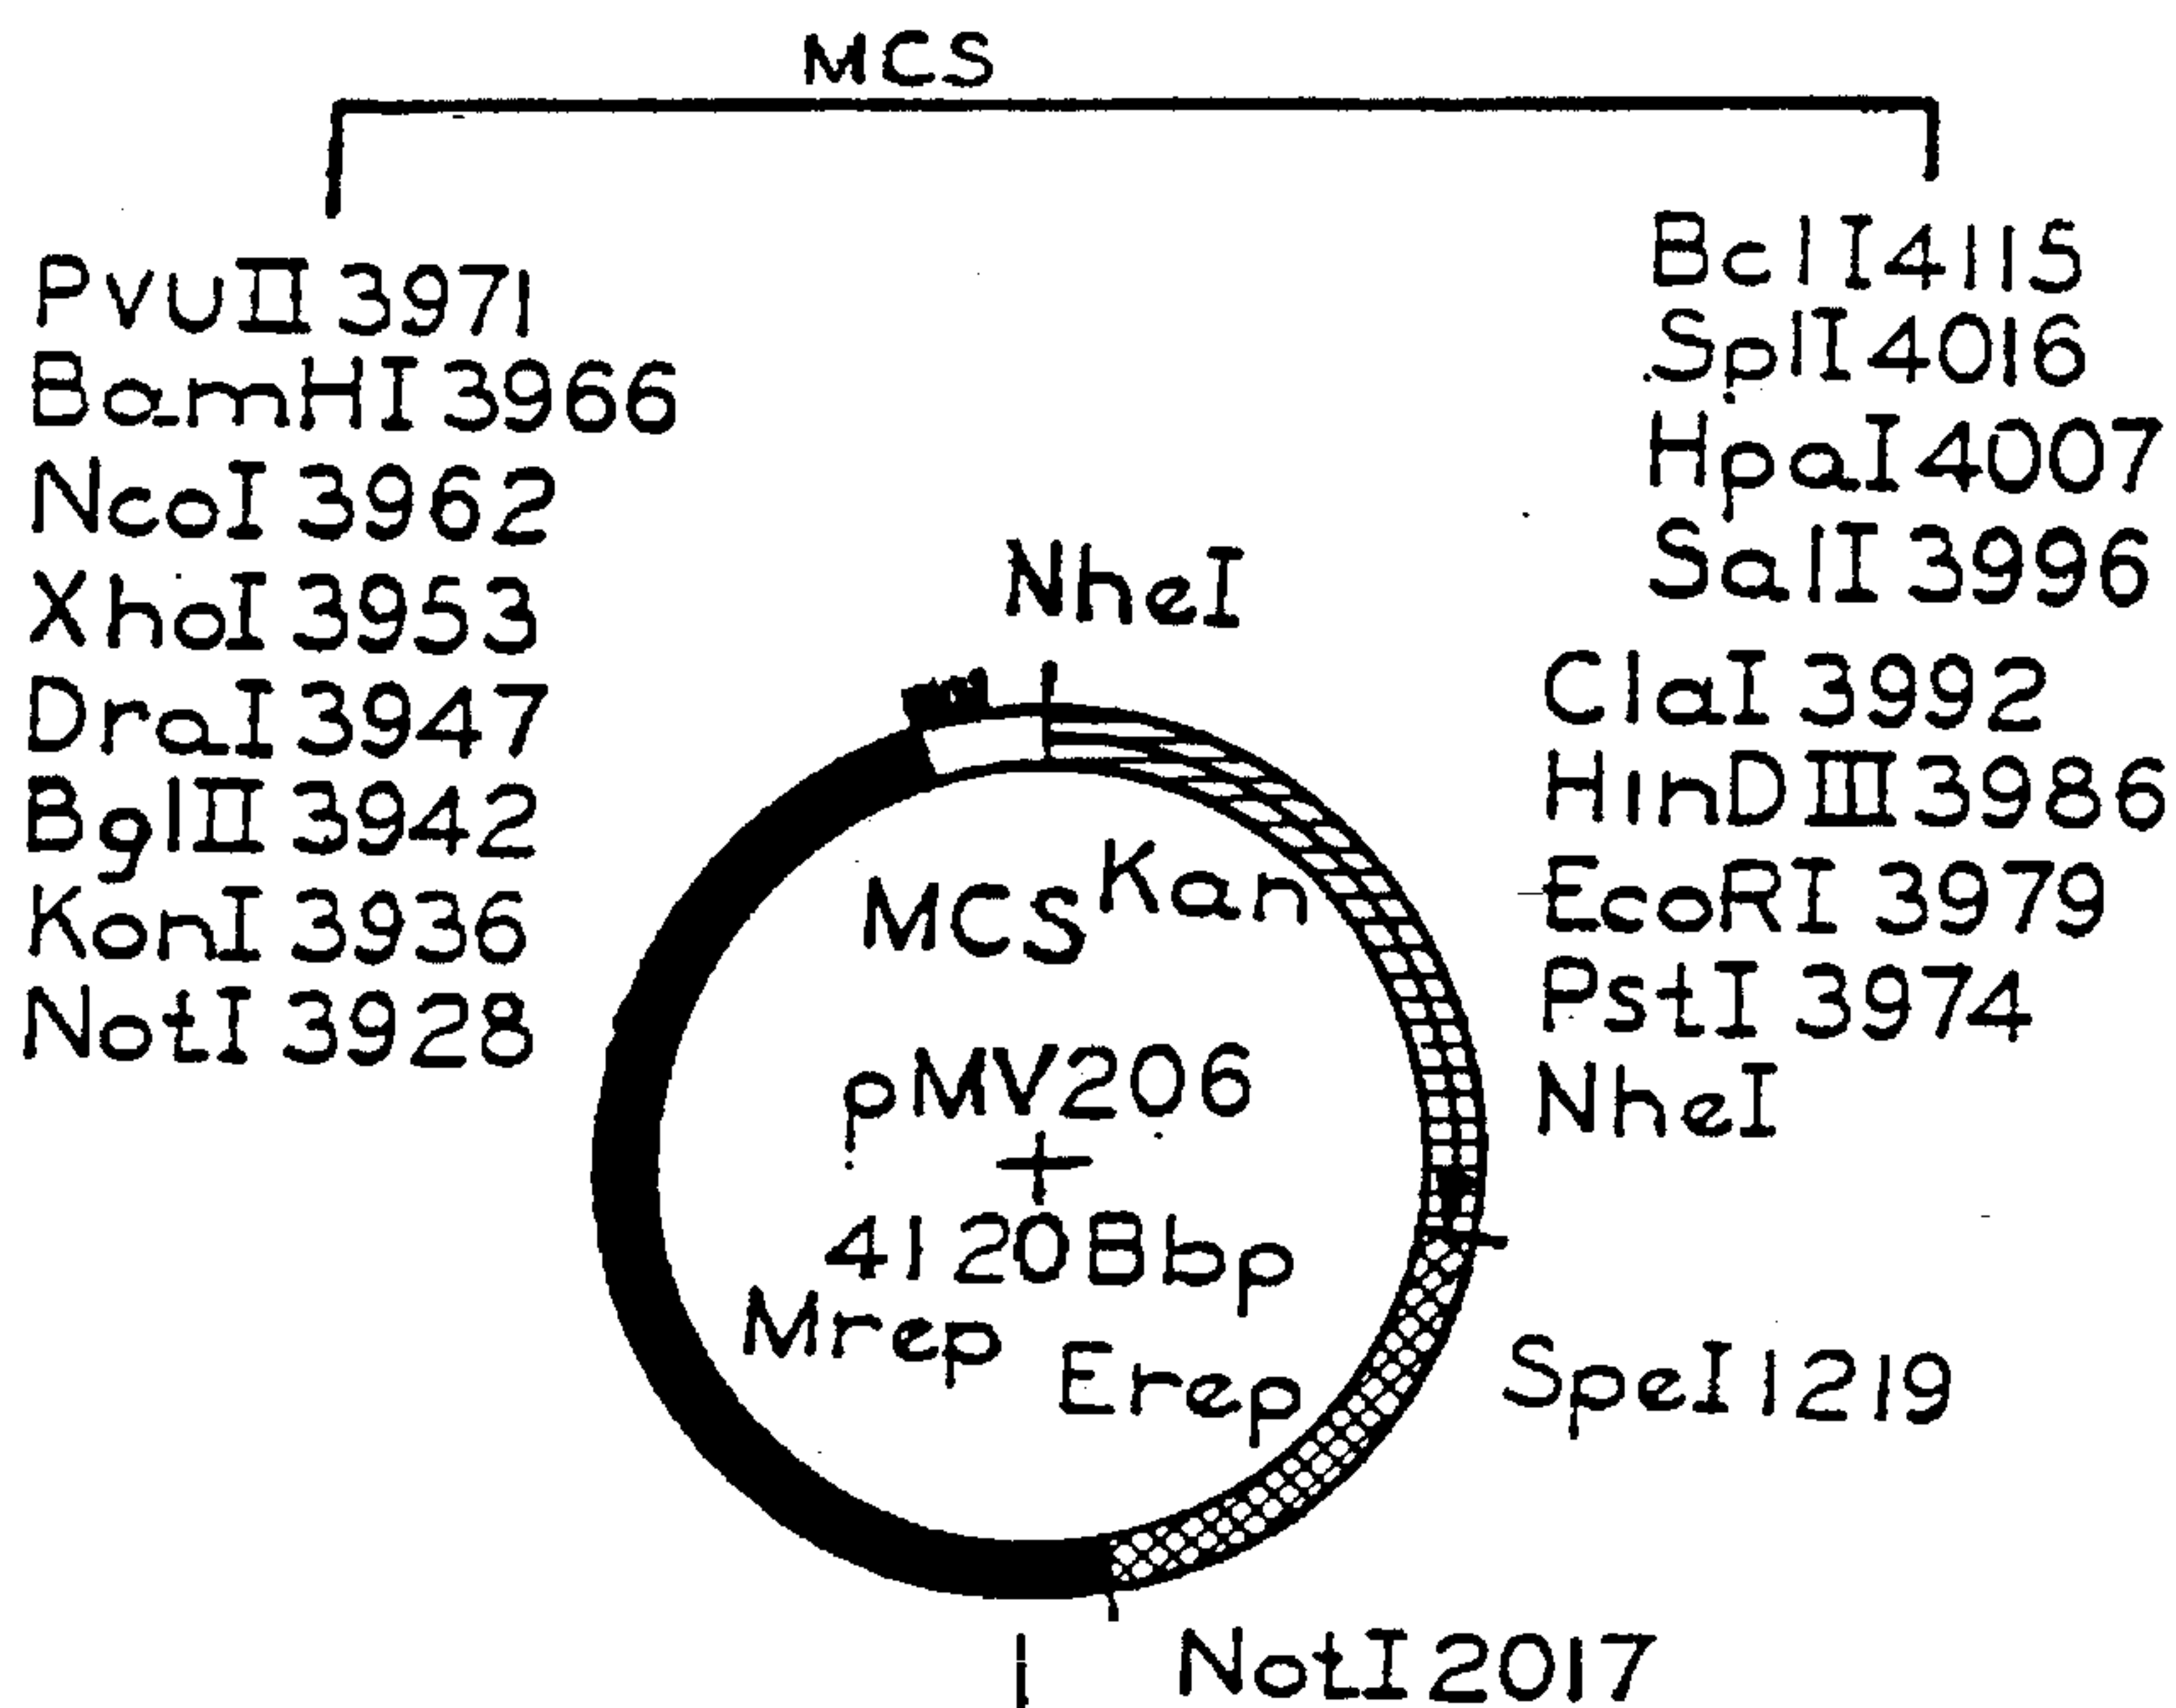 MCS
PvuII 3971
BamHI 3966
NcoI 3962
XhoI 3953
DraI 3947
BglII 3942
KonI 3936
NotI 3928
BclI 4115
SplI 4016
HpaI 4007
SalI 3996
ClaI 3992
HinDIII 3986
EcoRI 3979
PstI 3974
NheI
NheI
MCS Kan
pMV206
41208bp
Mrep
Erep
SpeI 1219
NotI 2017